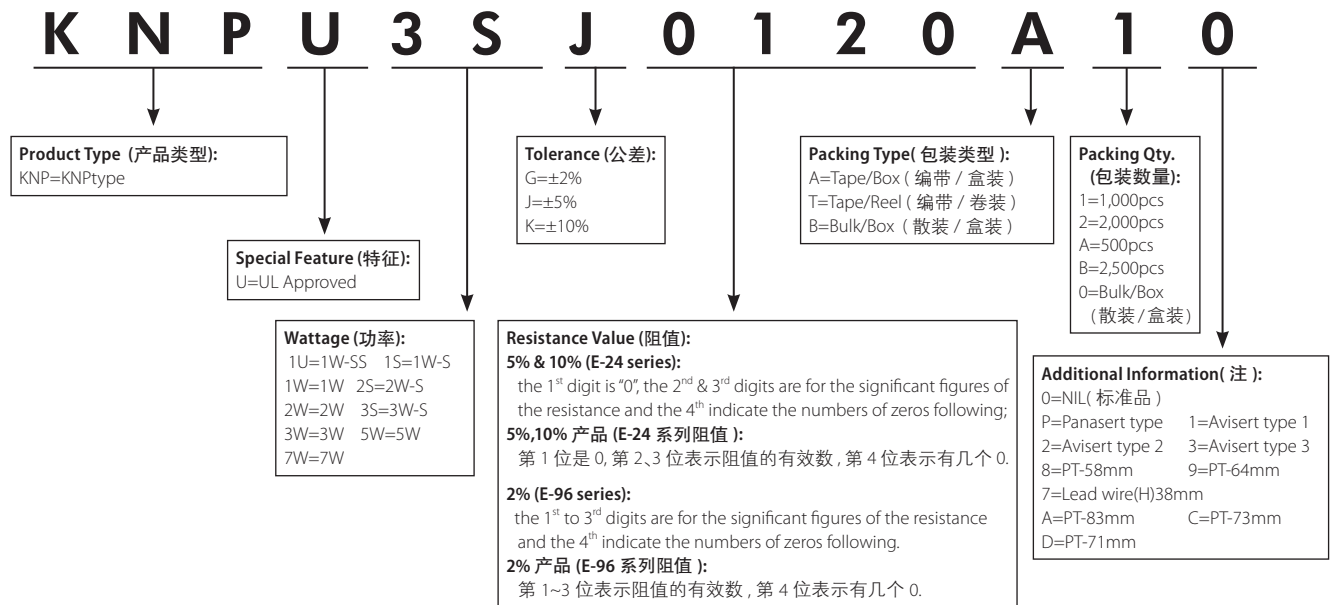 K N P U 3 S J 0 1 2 0 A 1 0
Product Type (产品类型):
KNP=KNPtype
Special Feature (特征):
U=UL Approved
Wattage (功率):
1U=1W-SS 1S=1W-S
1W=1W 2S=2W-S
2W=2W 3S=3W-S
3W=3W 5W=5W
7W=7W
Tolerance (公差):
G=±2%
J=±5%
K=±10%
Resistance Value (阻值):
5% & 10% (E-24 series):
the 1st digit is "0", the 2nd & 3rd digits are for the significant figures of
the resistance and the 4th indicate the numbers of zeros following;
5%,10% 产品 (E-24 系列阻值 ):
第 1 位是 0, 第 2、3 位表示阻值的有效数 , 第 4 位表示有几个 0.
2% (E-96 series):
the 1st to 3rd digits are for the significant figures of the resistance
and the 4th indicate the numbers of zeros following.
2% 产品 (E-96 系列阻值 ):
第 1~3 位表示阻值的有效数 , 第 4 位表示有几个 0.
Packing Type( 包装类型 ):
A=Tape/Box ( 编带 / 盒装 )
T=Tape/Reel ( 编带 / 卷装 )
B=Bulk/Box ( 散装 / 盒装 )
Packing Qty.
(包装数量):
1=1,000pcs
2=2,000pcs
A=500pcs
B=2,500pcs
0=Bulk/Box
(散装/盒装)
Additional Information( 注 ):
0=NIL( 标准品 )
P=Panasert type 1=Avisert type 1
2=Avisert type 2 3=Avisert type 3
8=PT-58mm 9=PT-64mm
7=Lead wire(H)38mm
A=PT-83mm C=PT-73mm
D=PT-71mm